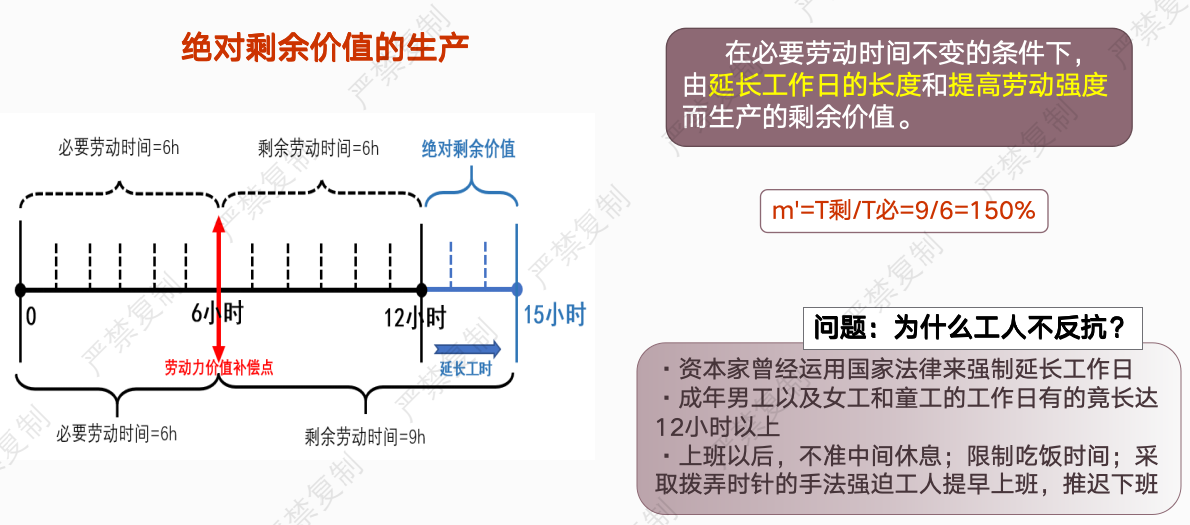 绝对剩余价值的生产
必要劳动时间=6h
剩余劳动时间=6h
绝对剩余价值
0
6小时
12小时
15小时
劳动力价值补偿点
延长工时
必要劳动时间=6h
剩余劳动时间=9h
在必要劳动时间不变的条件下，
由延长工作日的长度和提高劳动强度
而生产的剩余价值。
m'=T剩/T必=9/6=150%
问题：为什么工人不反抗？
·资本家曾经运用国家法律来强制延长工作日
·成年男工以及女工和童工的工作日有的竟长达
12小时以上
·上班以后，不准中间休息；限制吃饭时间；采
取拨弄时针的手法强迫工人提早上班，推迟下班
严禁复制
严禁复制
严禁复制
严禁复制
严禁复制
严禁复制
严禁复制
严禁复制